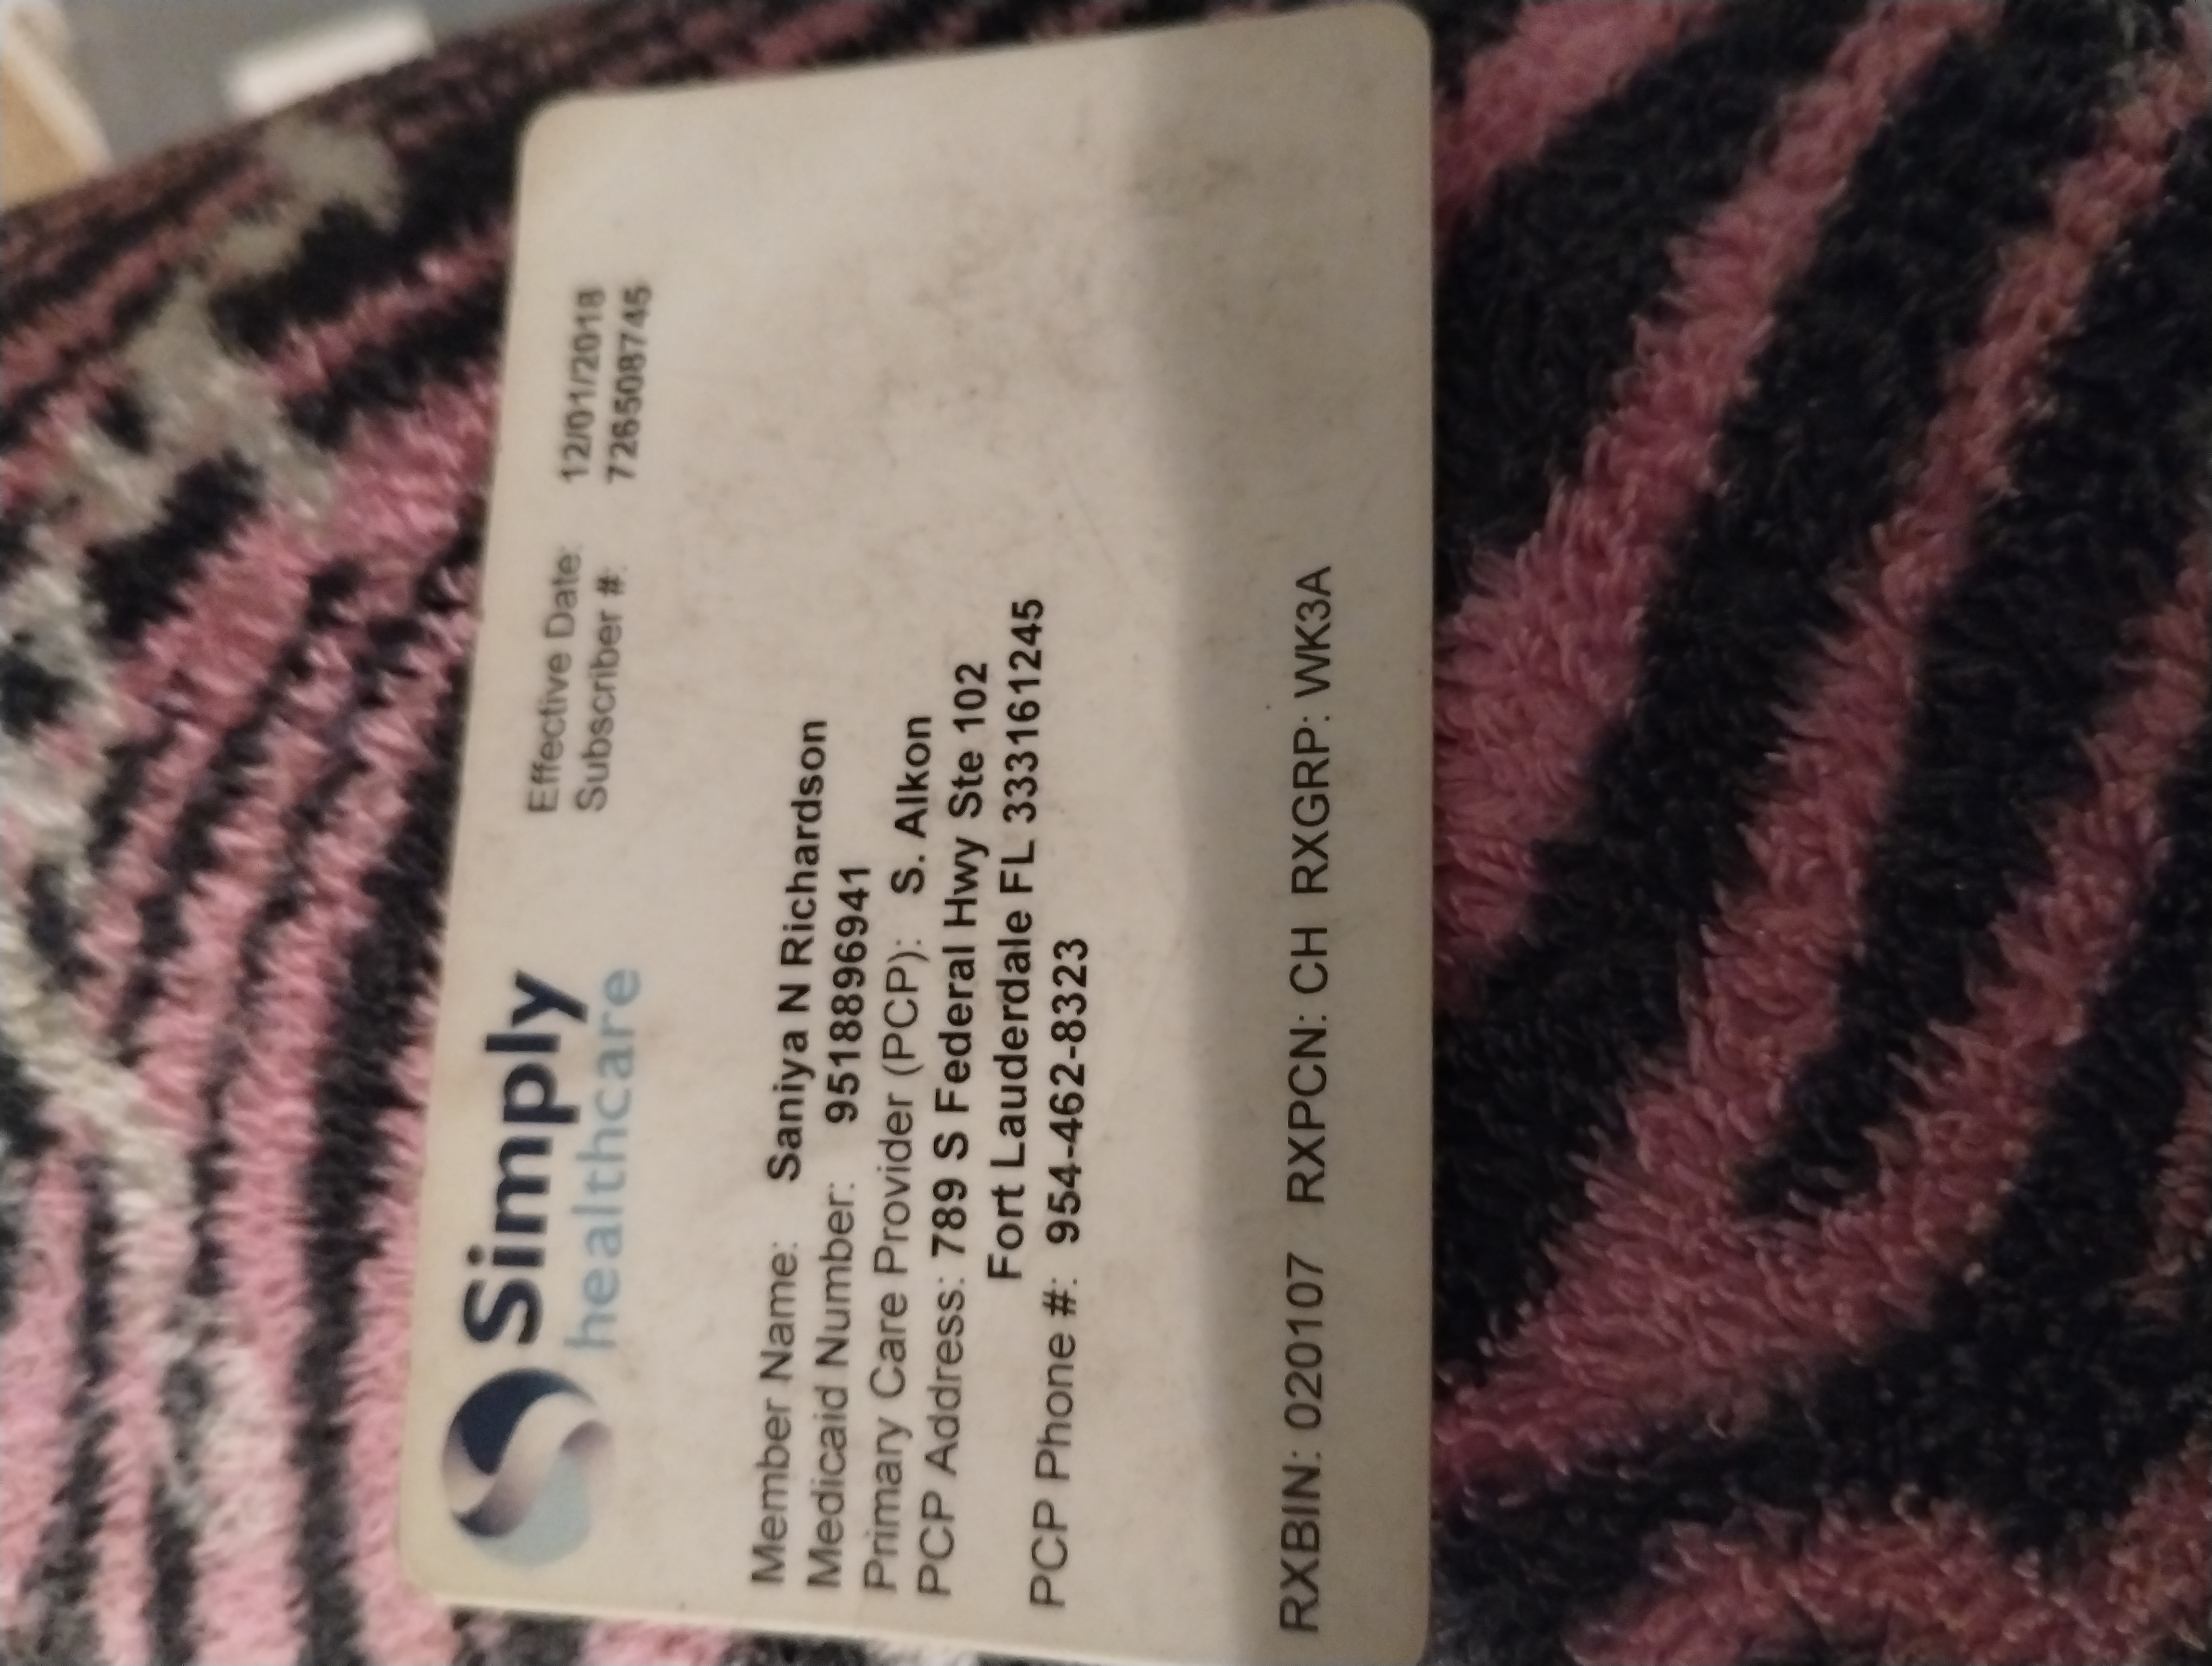 Simply
healthcare
Effective Date: 12/01/2018
Subscriber #: 726508745
Member Name: Saniya N Richardson
Medicaid Number: 9518896941
Primary Care Provider (PCP): S. Alkon
PCP Address: 789 S Federal Hwy Ste 102
Fort Lauderdale FL 333161245
PCP Phone #: 954-462-8323
RXBIN: 020107 RXPCN: CH RXGRP: WK3A